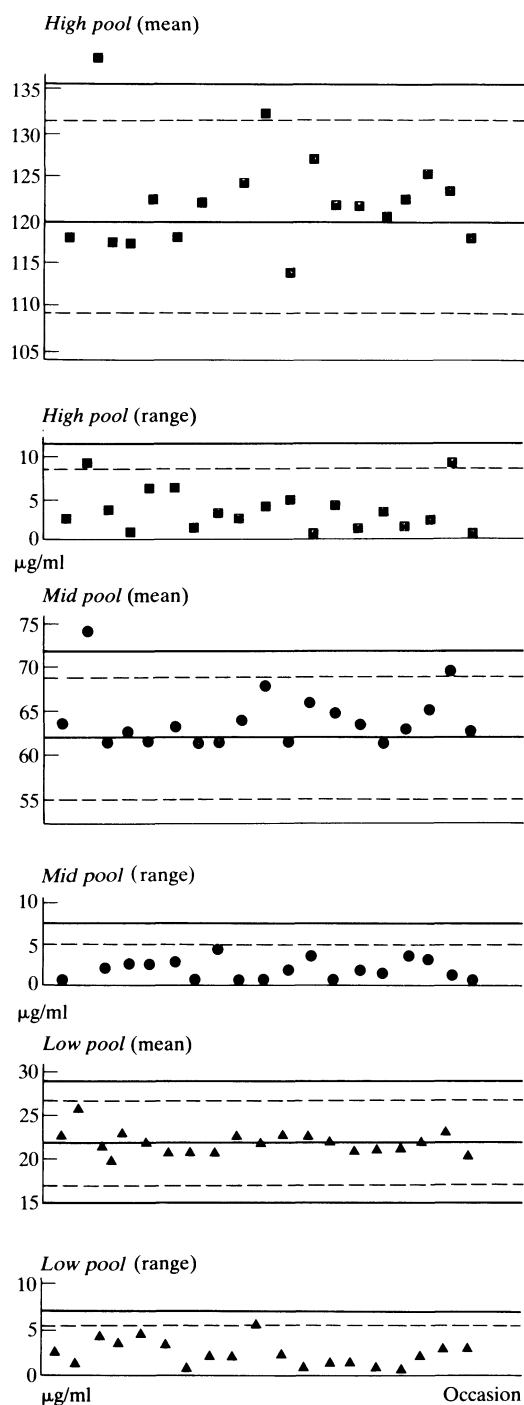 High pool (mean)
135
130
125
120
115
110
105
High pool (range)
10
5
0
μg/ml
Mid pool (mean)
75
70
65
60
55
Mid pool (range)
10
5
0
μg/ml
Low pool (mean)
30
25
20
15
Low pool (range)
10
5
0
μg/ml Occasion